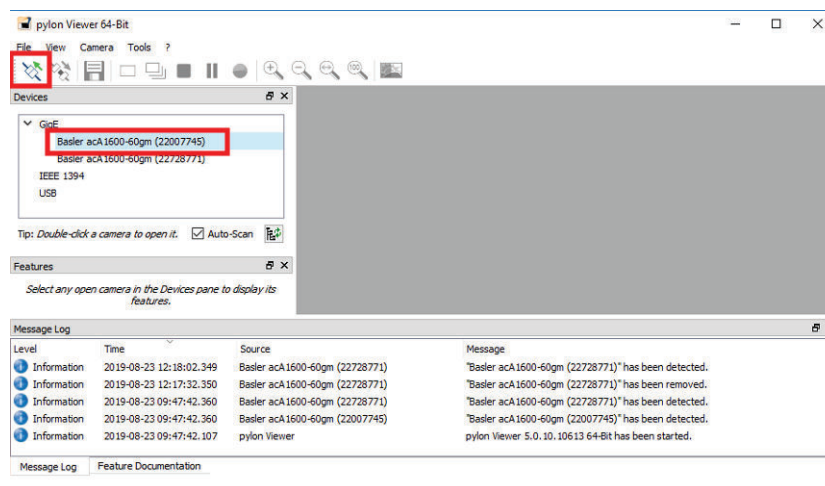 pylon Viewer 64-Bit
File View Camera Tools ?
100
Devices
GigE
Basler acA1600-60gm (22007745)
Basler acA1600-60gm (22728771)
IEEE 1394
USB
Tip: Double-click a camera to open it. Auto-Scan
Features
Select any open camera in the Devices pane to display its
features.
Message Log
Level Time Source Message
Information 2019-08-23 12:18:02.349 Basler acA1600-60gm (22728771) "Basler acA1600-60gm (22728771)" has been detected.
Information 2019-08-23 12:17:32.350 Basler acA1600-60gm (22728771) "Basler acA1600-60gm (22728771)" has been removed.
Information 2019-08-23 09:47:42.360 Basler acA1600-60gm (22728771) "Basler acA1600-60gm (22728771)" has been detected.
Information 2019-08-23 09:47:42.360 Basler acA1600-60gm (22007745) "Basler acA1600-60gm (22007745)" has been detected.
Information 2019-08-23 09:47:42.107 pylon Viewer pylon Viewer 5.0.10.10613 64-Bit has been started.
Message Log Feature Documentation